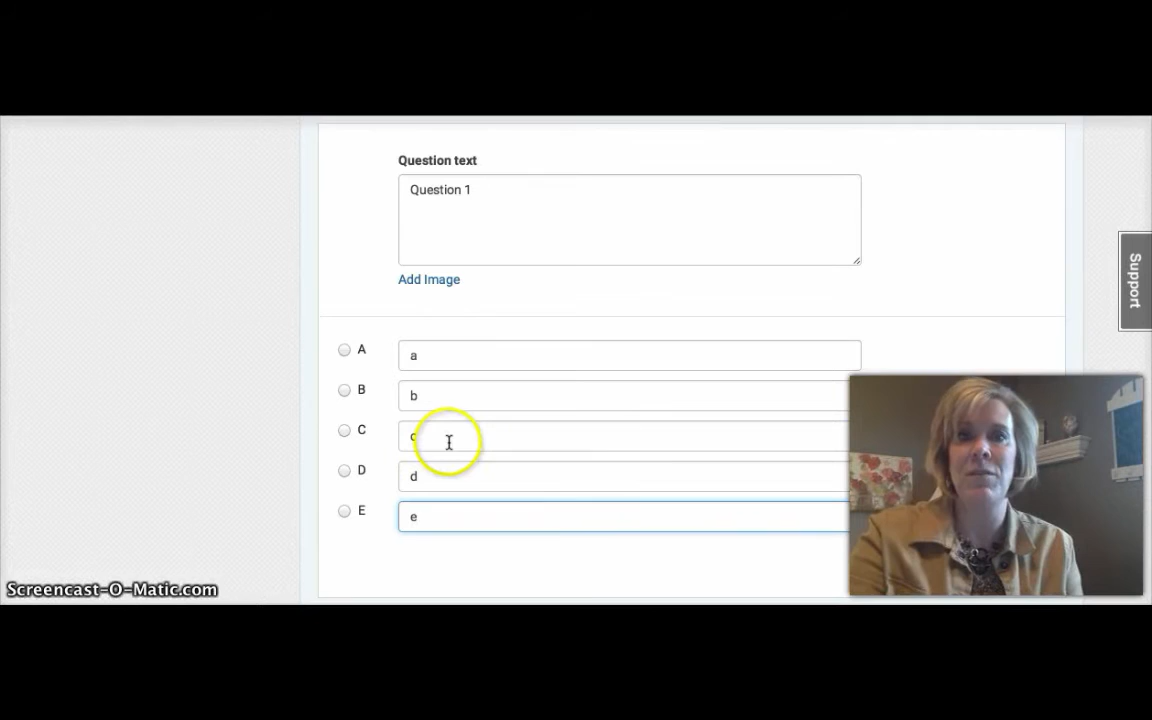 Question text
Question 1
Add Image
A a
B b
C c
D d
E e
Support
Screencast-O-Matic.com